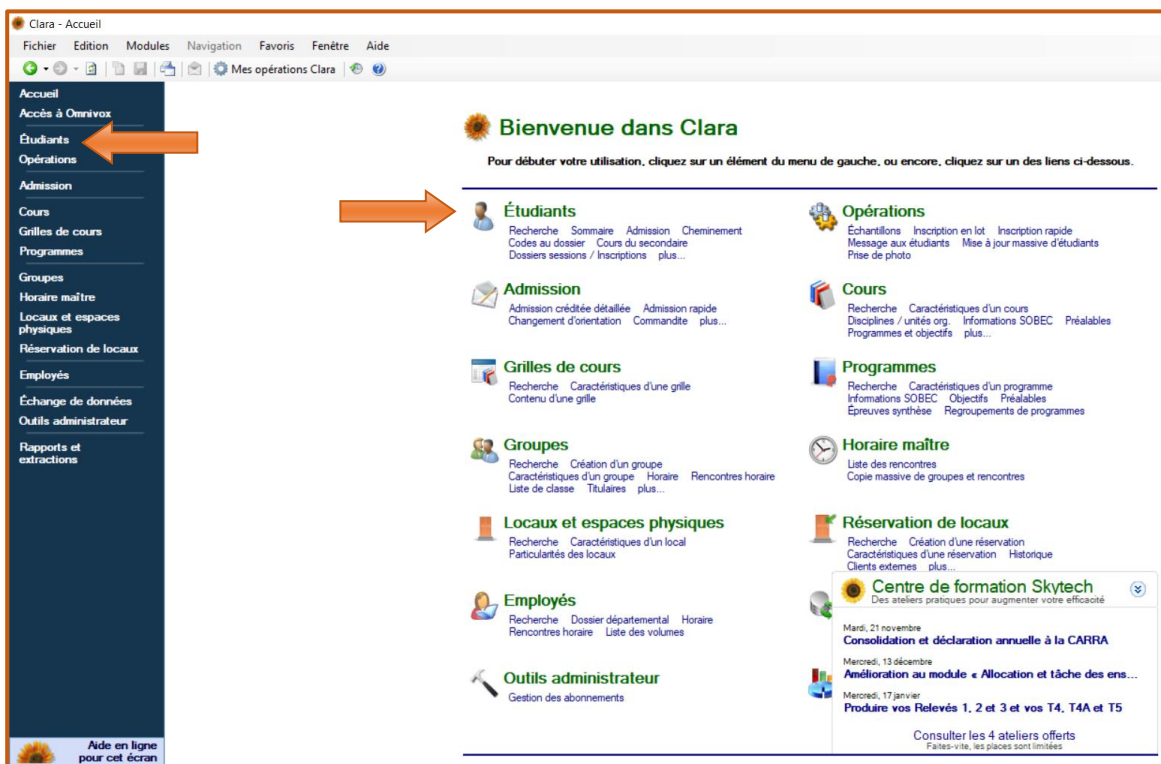 Clara - Accueil
Fichier Edition Modules Navigation Favoris Fenêtre Aide
Mes opérations Clara
Accueil
Accès à Omnivox
Étudiants
Opérations
Admission
Cours
Grilles de cours
Programmes
Groupes
Horaire maître
Locaux et espaces
physiques
Réservation de locaux
Employés
Échange de données
Outils administrateur
Rapports et
extractions
Aide en ligne
pour cet écran
Bienvenue dans Clara
Pour débuter votre utilisation, cliquez sur un élément du menu de gauche, ou encore, cliquez sur un des liens ci-dessous.
Étudiants
Recherche Sommaire Admission Cheminement
Codes au dossier Cours du secondaire
Dossiers sessions / Inscriptions plus...
Opérations
Échantillons Inscription en lot Inscription rapide
Message aux étudiants Mise à jour massive d'étudiants
Prise de photo
Admission
Admission créditée détaillée Admission rapide
Changement d'orientation Commandite plus...
Cours
Recherche Caractéristiques d'un cours
Disciplines / unités org. Informations SOBEC Préalables
Programmes et objectifs plus...
Grilles de cours
Recherche Caractéristiques d'une grille
Contenu d'une grille
Programmes
Recherche Caractéristiques d'un programme
Informations SOBEC Objectifs Préalables
Épreuves synthèse Regroupements de programmes
Groupes
Recherche Création d'un groupe
Caractéristiques d'un groupe Horaire Rencontres horaire
Liste de classe Titulaires plus...
Horaire maître
Liste des rencontres
Copie massive de groupes et rencontres
Locaux et espaces physiques
Recherche Caractéristiques d'un local
Particularités des locaux
Réservation de locaux
Recherche Création d'une réservation
Caractéristiques d'une réservation Historique
Clients externes plus...
Employés
Recherche Dossier départemental Horaire
Rencontres horaire Liste des volumes
Outils administrateur
Gestion des abonnements
Centre de formation Skytech
Des ateliers pratiques pour augmenter votre efficacité
Mardi, 21 novembre
Consolidation et déclaration annuelle à la CARRA
Mercredi, 13 décembre
Amélioration au module « Allocation et tâche des ens...
Mercredi, 17 janvier
Produire vos Relevés 1, 2 et 3 et vos T4, T4A et T5
Consulter les 4 ateliers offerts
Faites-vite, les places sont limitées